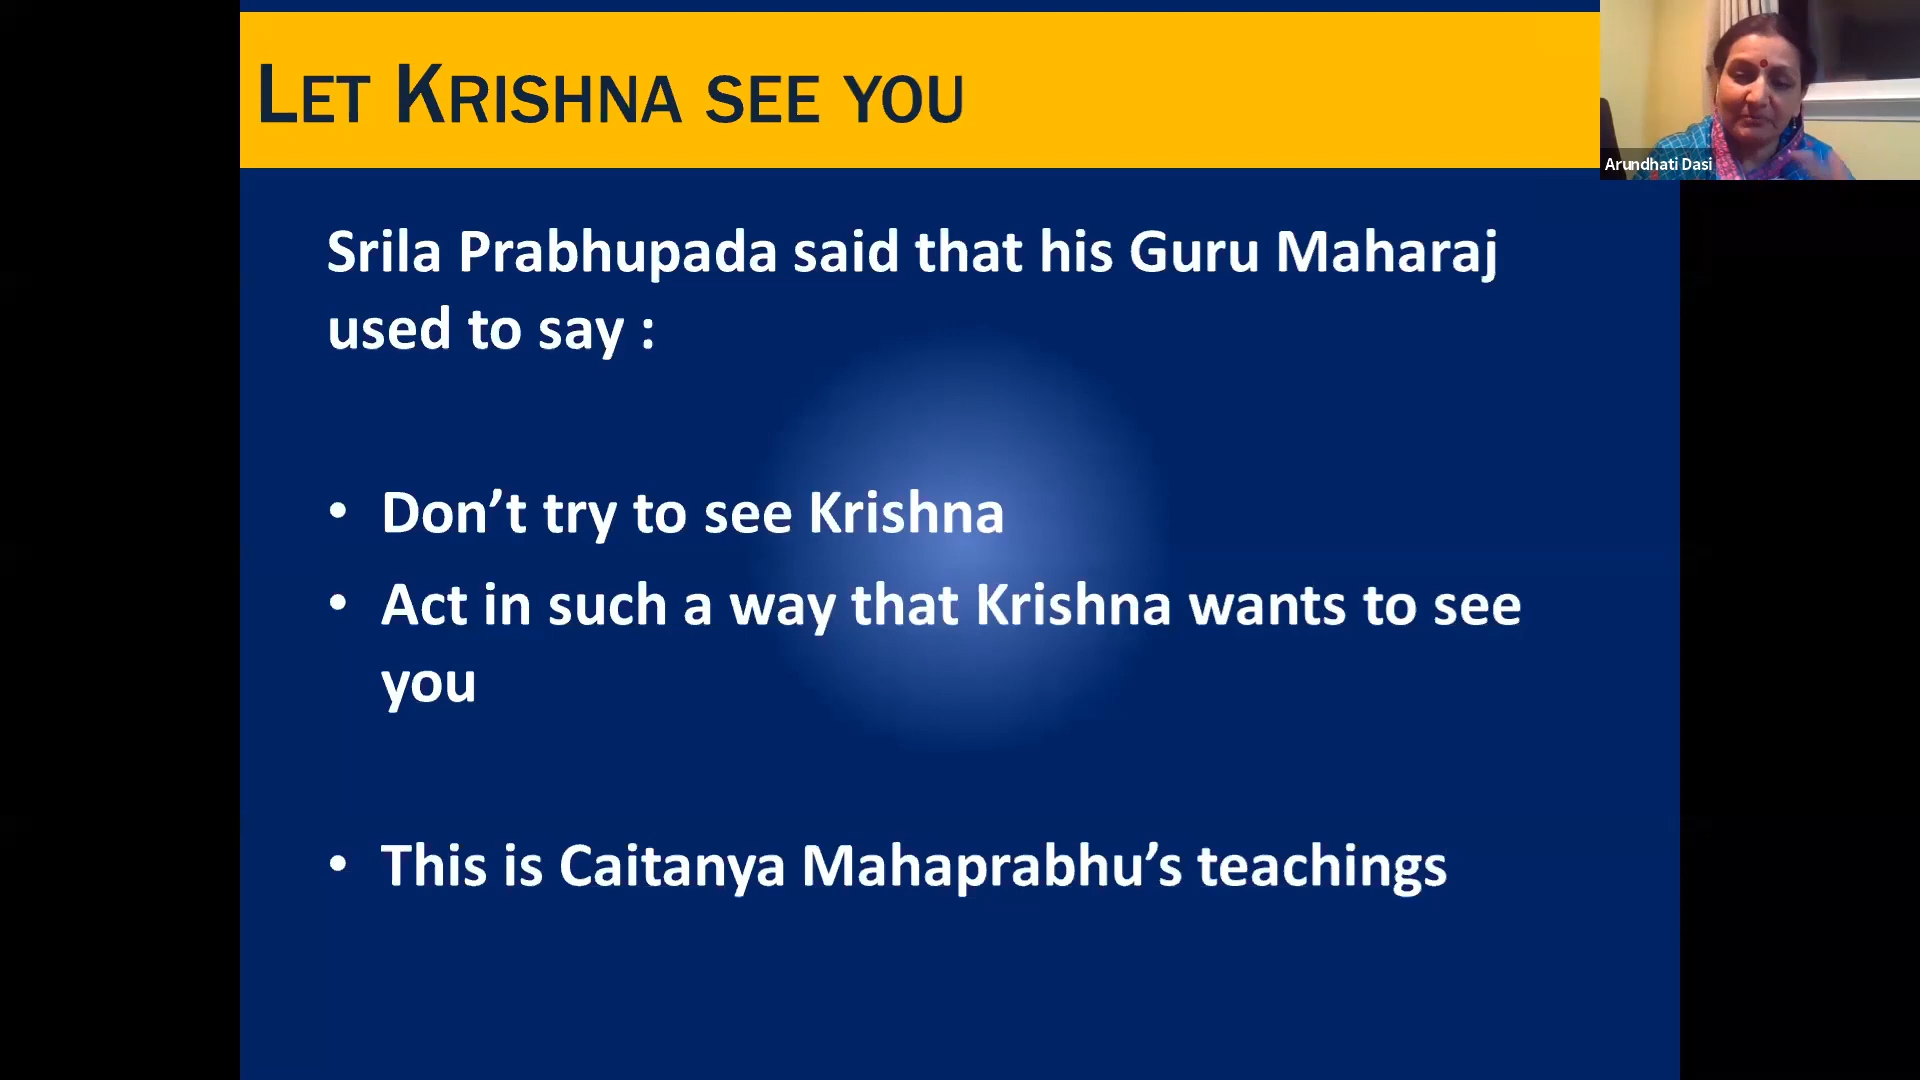 LET KRISHNA SEE YOU
Arundhati Dasi
Srila Prabhupada said that his Guru Maharaj
used to say :
• Don’t try to see Krishna
• Act in such a way that Krishna wants to see
you
• This is Caitanya Mahaprabhu’s teachings